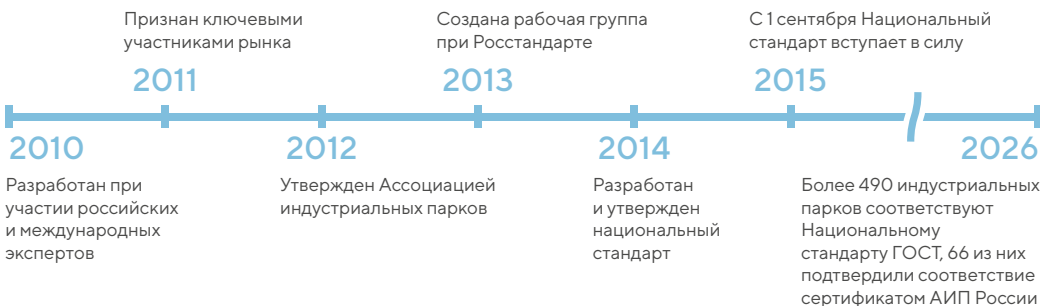 Признан ключевыми
участниками рынка
2011
Создана рабочая группа
при Росстандарте
2013
С 1 сентября Национальный
стандарт вступает в силу
2015
2010
Разработан при
участии российских
и международных
экспертов
2012
Утвержден Ассоциацией
индустриальных парков
2014
Разработан
и утвержден
национальный
стандарт
2026
Более 490 индустриальных
парков соответствуют
Национальному
стандарту ГОСТ, 66 из них
подтвердили соответствие
сертификатом АИП России